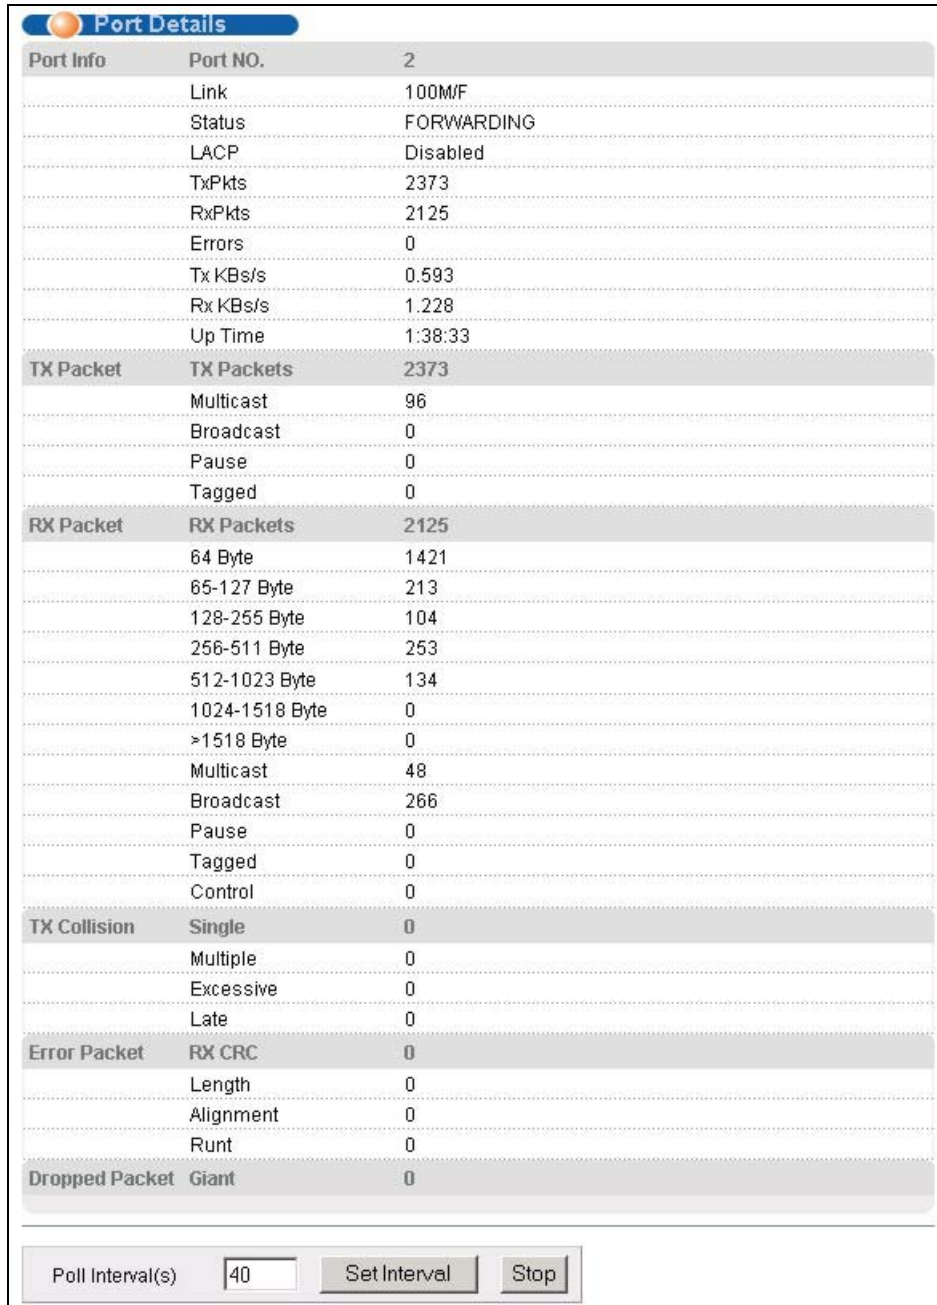 Port Details
Port Info Port NO. 2
Link 100M/F
Status FORWARDING
LACP Disabled
TxPkts 2373
RxPkts 2125
Errors 0
Tx KBs/s 0.593
Rx KBs/s 1.228
Up Time 1:38:33
TX Packet TX Packets 2373
Multicast 96
Broadcast 0
Pause 0
Tagged 0
RX Packet RX Packets 2125
64 Byte 1421
65-127 Byte 213
128-255 Byte 104
256-511 Byte 253
512-1023 Byte 134
1024-1518 Byte 0
>1518 Byte 0
Multicast 48
Broadcast 266
Pause 0
Tagged 0
Control 0
TX Collision Single 0
Multiple 0
Excessive 0
Late 0
Error Packet RX CRC 0
Length 0
Alignment 0
Runt 0
Dropped Packet Giant 0
Poll Interval(s) 40 Set Interval Stop